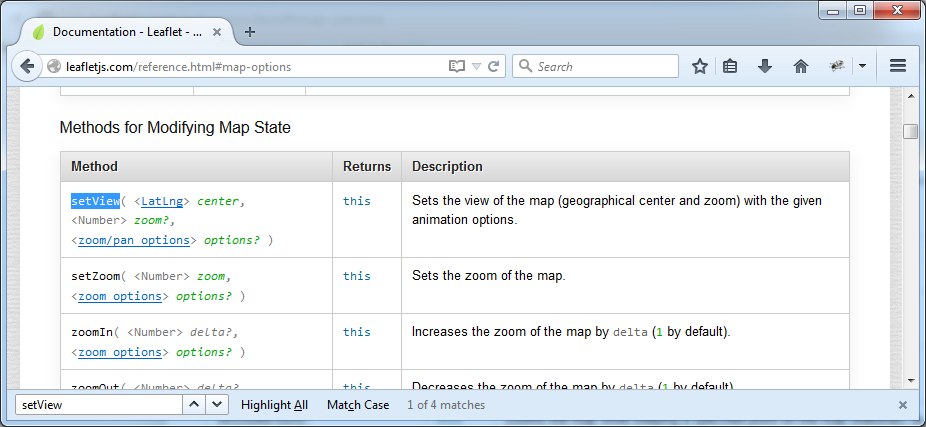 Documentation - Leaflet - ...
leafletjs.com/reference.html#map-options
Search
Methods for Modifying Map State
Method Returns Description
setView( <LatLng> center, this Sets the view of the map (geographical center and zoom) with the given
<Number> zoom?, animation options.
<zoom/pan options> options? )
setZoom( <Number> zoom, this Sets the zoom of the map.
<zoom options> options? )
zoomIn( <Number> delta?, this Increases the zoom of the map by delta (1 by default).
<zoom options> options? )
zoomOut( <Number> delta?, this Decreases the zoom of the map by delta (1 by default).
setView Highlight All Match Case 1 of 4 matches